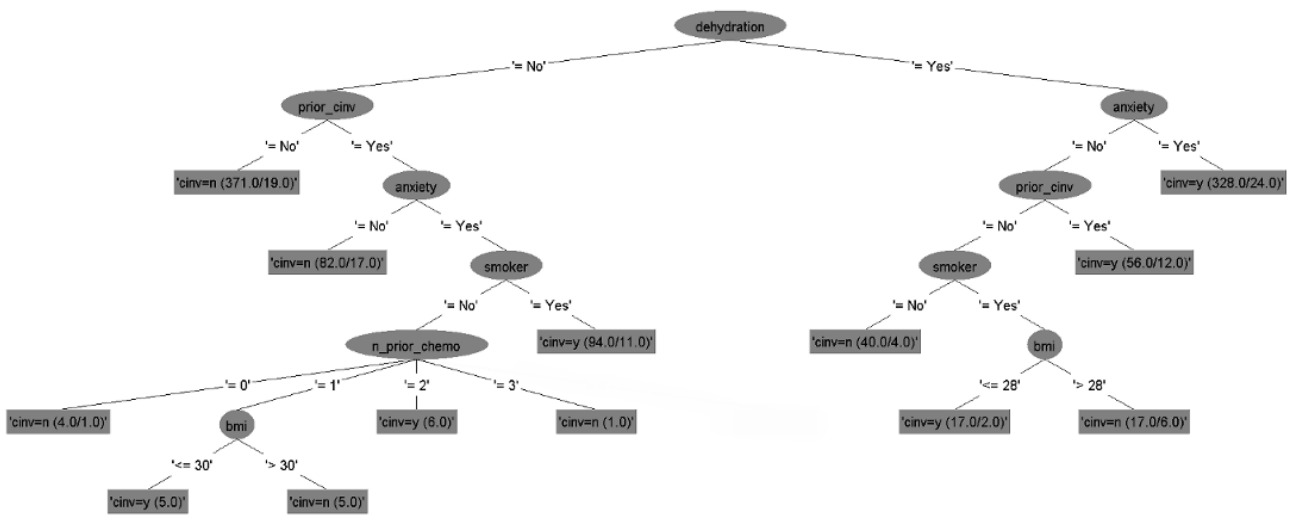 dehydration
'= No' '= Yes'
prior_cinv anxiety
'= No' '= Yes' '= No' '= Yes'
'cinv=n (371.0/19.0)' anxiety prior_cinv 'cinv=y (328.0/24.0)'
'= No' '= Yes' '= No' '= Yes'
'cinv=n (82.0/17.0)' smoker smoker 'cinv=y (56.0/12.0)'
'= No' '= Yes' '= No' '= Yes'
n_prior_chemo 'cinv=y (94.0/11.0)' 'cinv=n (40.0/4.0)' bmi
'= 0' '= 1' '= 2' '= 3' '<= 28' '> 28'
'cinv=n (4.0/1.0)' bmi 'cinv=y (6.0)' 'cinv=n (1.0)' 'cinv=y (17.0/2.0)' 'cinv=n (17.0/6.0)'
'<= 30' '> 30'
'cinv=y (5.0)' 'cinv=n (5.0)'